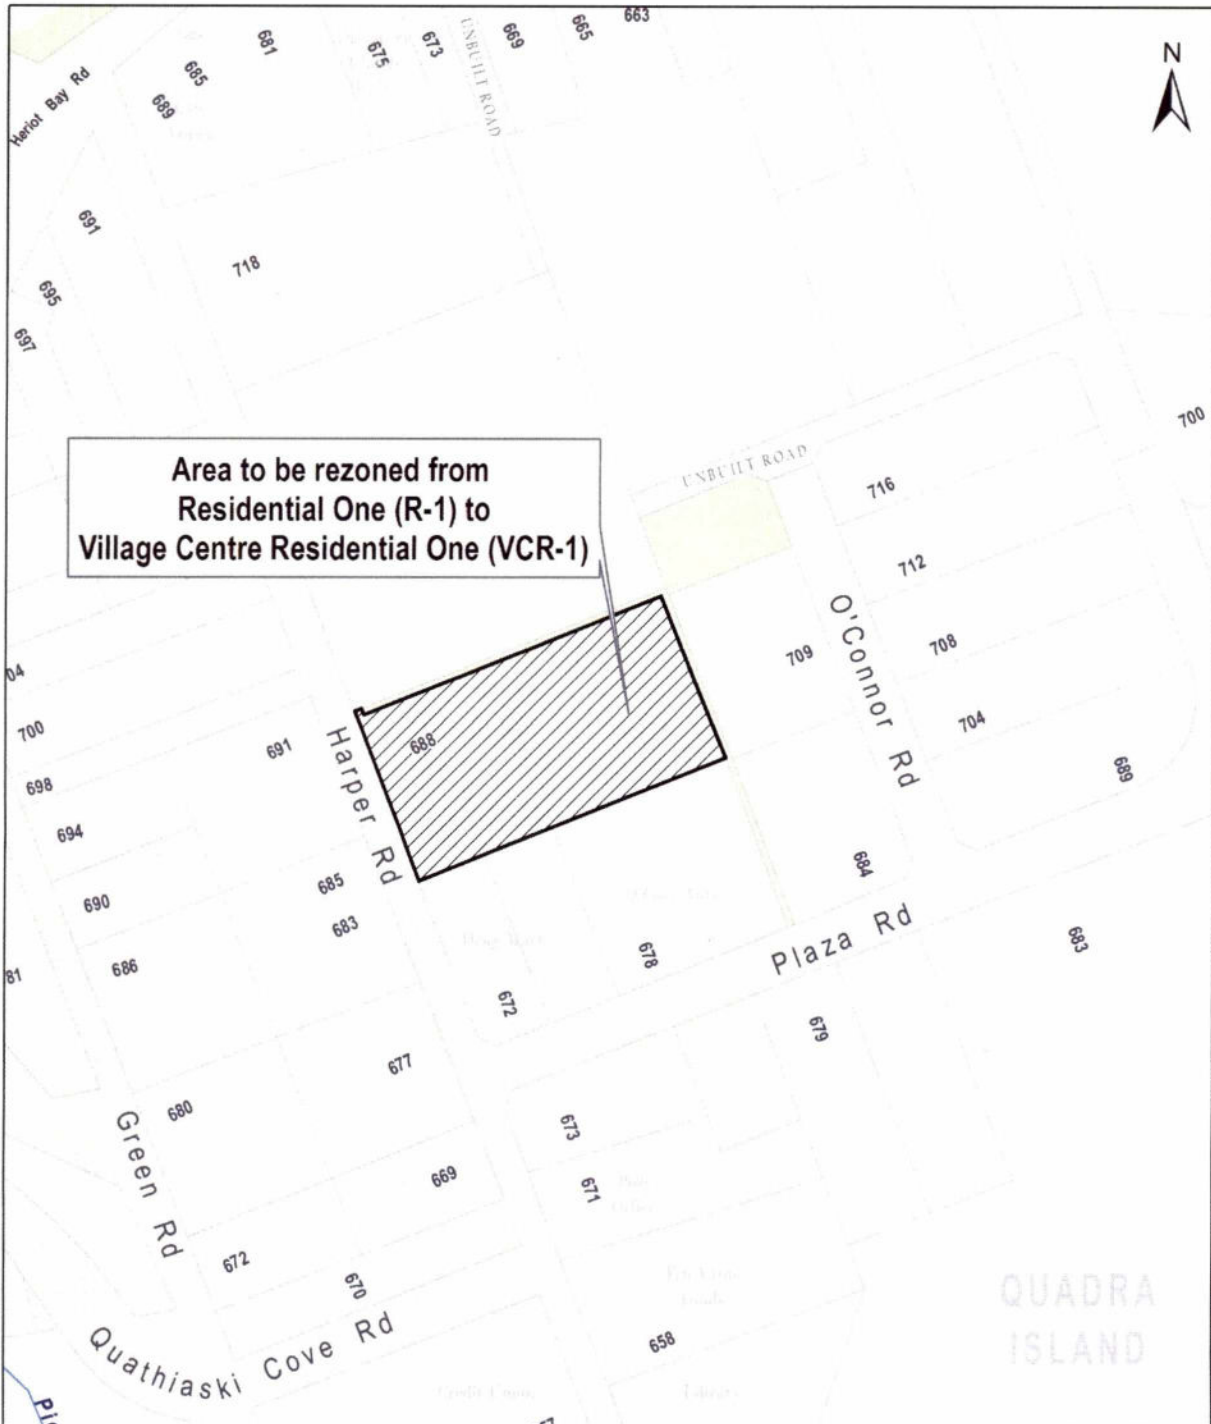 663
665
669
673
675
681
685
689
UNBUILT ROAD
N
Heriot Bay Rd
691
718
695
697
700
Area to be rezoned from
Residential One (R-1) to
Village Centre Residential One (VCR-1)
UNBUILT ROAD
716
712
O'Connor Rd
708
709
704
689
04
700
691
Harper Rd
688
698
694
690
685
683
684
Plaza Rd
683
81
686
678
672
679
677
680
Green Rd
673
669
671
672
670
Quathiaski Cove Rd
658
QUADRA
ISLAND
Credit Union
Library